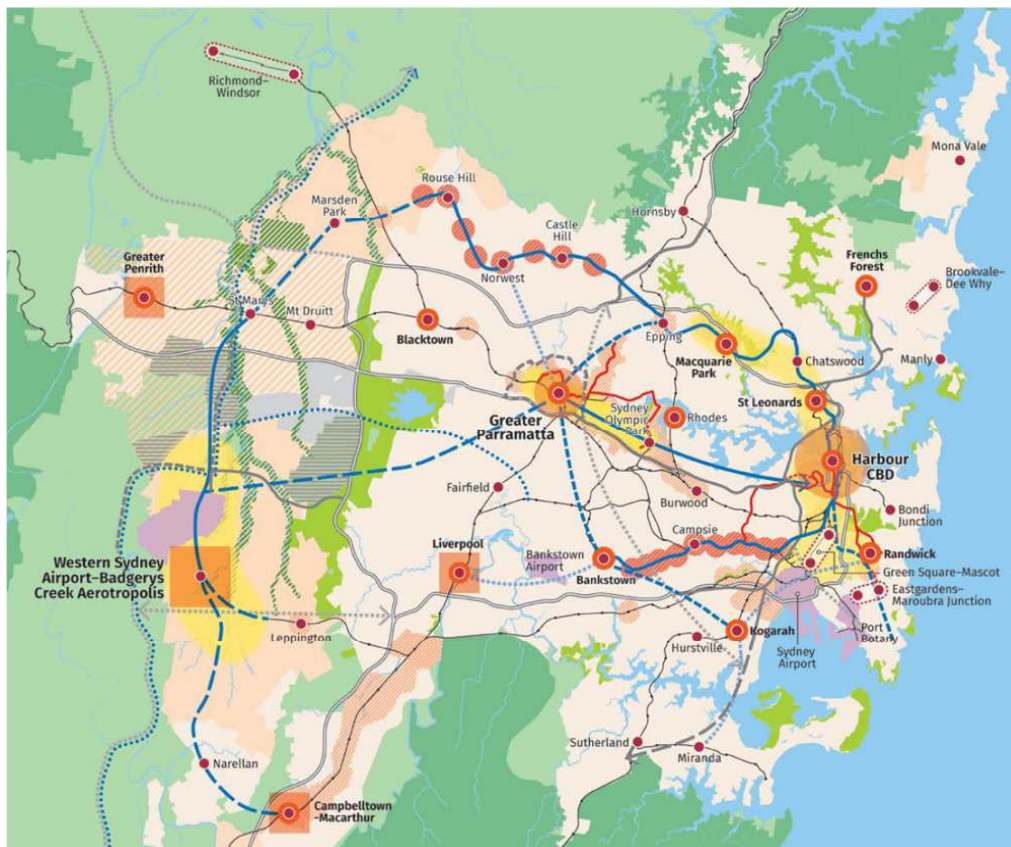 Richmond–
Windsor
Mona Vale
Rouse Hill
Marsden
Park
Castle
Hill
Hornsby
Norwest
Greater
Penrith
Frenchs
Forest
Brookvale–
Dee Why
St Marys
Mt Druitt
Blacktown
Epping
Macquarie
Park
Chatswood
Manly
St Leonards
Greater
Parramatta
Sydney
Olympic
Park
Rhodes
Harbour
CBD
Fairfield
Burwood
Bondi
Junction
Western Sydney
Airport–Badgerys
Creek Aerotropolis
Liverpool
Bankstown
Airport
Bankstown
Campsie
Randwick
Green Square–Mascot
Eastgardens–
Maroubra Junction
Leppington
Kogarah
Hurstville
Sydney
Airport
Port
Botany
Sutherland
Miranda
Narellan
Campbelltown
-Macarthur